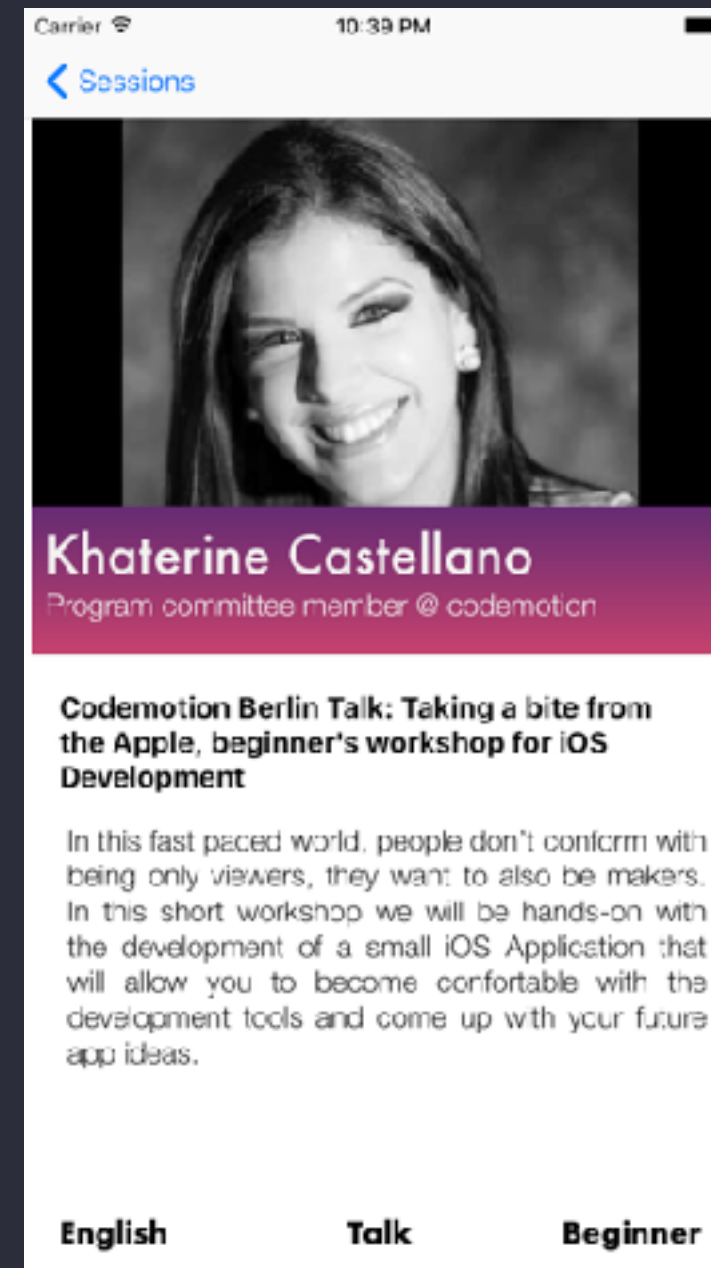 Carrier 10:39 PM
Sessions
Khaterine Castellano
Program committee member @ codemotion
Codemotion Berlin Talk: Taking a bite from
the Apple, beginner's workshop for iOS
Development
In this fast paced world, people don't conform with
being only viewers, they want to also be makers.
In this short workshop we will be hands-on with
the development of a small iOS Application that
will allow you to become confortable with the
development tools and come up with your future
app ideas.
English Talk Beginner